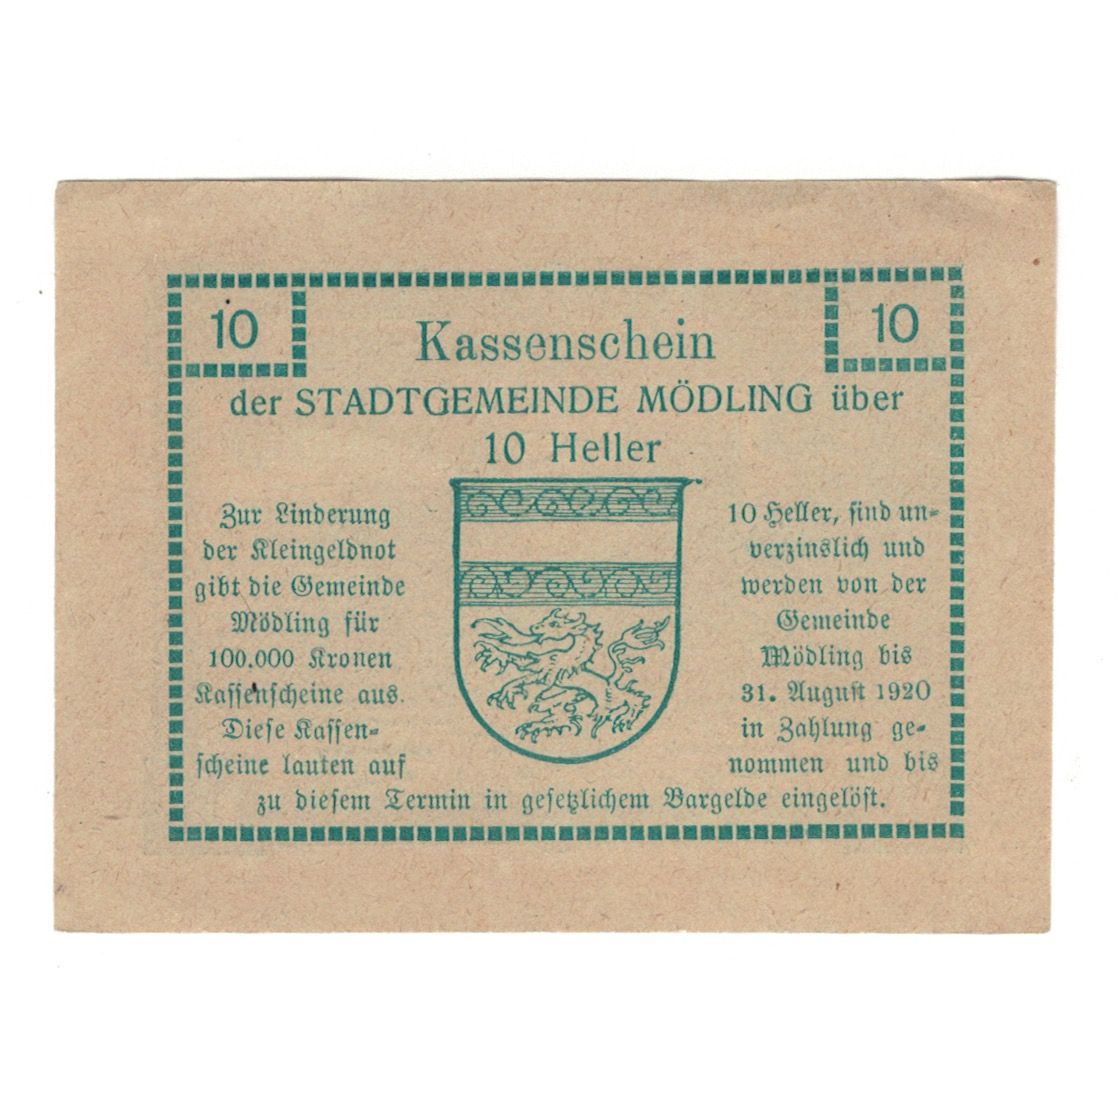 10
10
Kassenschein
der STADTGEMEINDE MÖDLING über
10 Heller
Zur Linderung
der Kleingeldnot
gibt die Gemeinde
Mödling für
100.000 Kronen
Kassenscheine aus.
Diese Kassen-
scheine lauten auf
10 Heller, sind un-
verzinslich und
werden von der
Gemeinde
Mödling bis
31. August 1920
in Zahlung ge-
nommen und bis
zu diesem Termin in gesetzlichem Bargelde eingelöst.